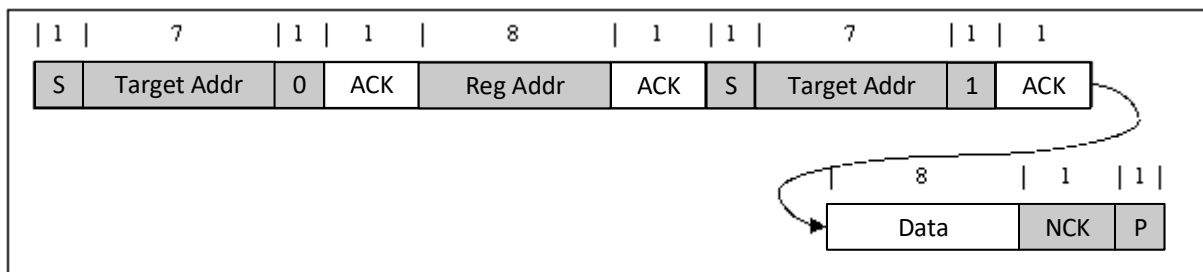 | 1 | 7 | 1 | 1 | 8 | 1 | 1 | 7 | 1 | 1
S Target Addr 0 ACK Reg Addr ACK S Target Addr 1 ACK
| 8 | 1 | 1 |
Data NCK P